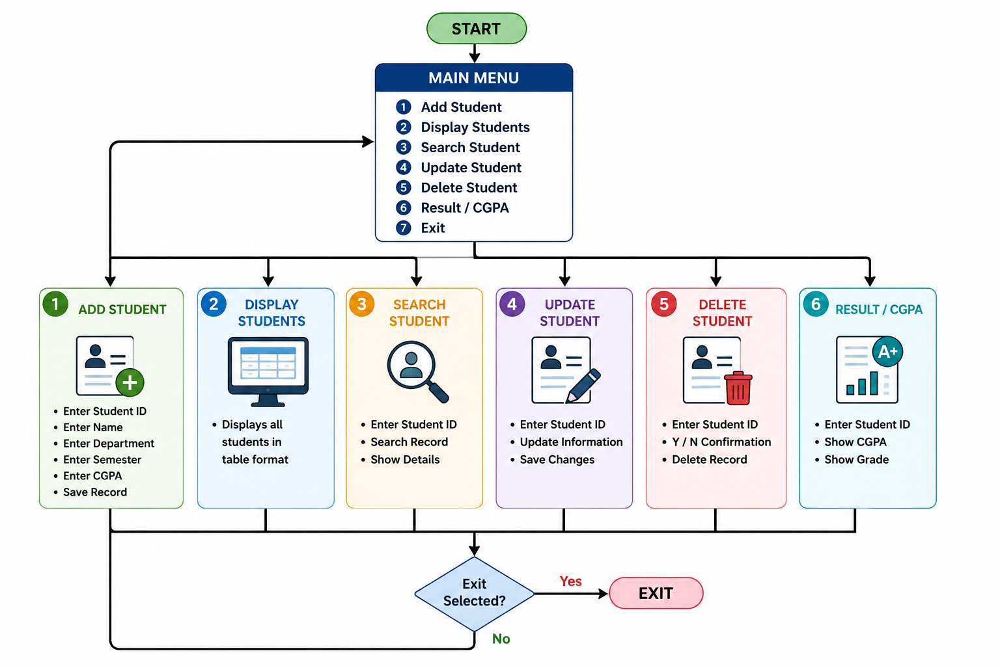 START
MAIN MENU
1 Add Student
2 Display Students
3 Search Student
4 Update Student
5 Delete Student
6 Result / CGPA
7 Exit
1 ADD STUDENT
• Enter Student ID
• Enter Name
• Enter Department
• Enter Semester
• Enter CGPA
• Save Record
2 DISPLAY
STUDENTS
• Displays all
students in
table format
3 SEARCH
STUDENT
• Enter Student ID
• Search Record
• Show Details
4 UPDATE
STUDENT
• Enter Student ID
• Update Information
• Save Changes
5 DELETE
STUDENT
• Enter Student ID
• Y / N Confirmation
• Delete Record
6 RESULT / CGPA
A+
• Enter Student ID
• Show CGPA
• Show Grade
Exit
Selected?
Yes
EXIT
No